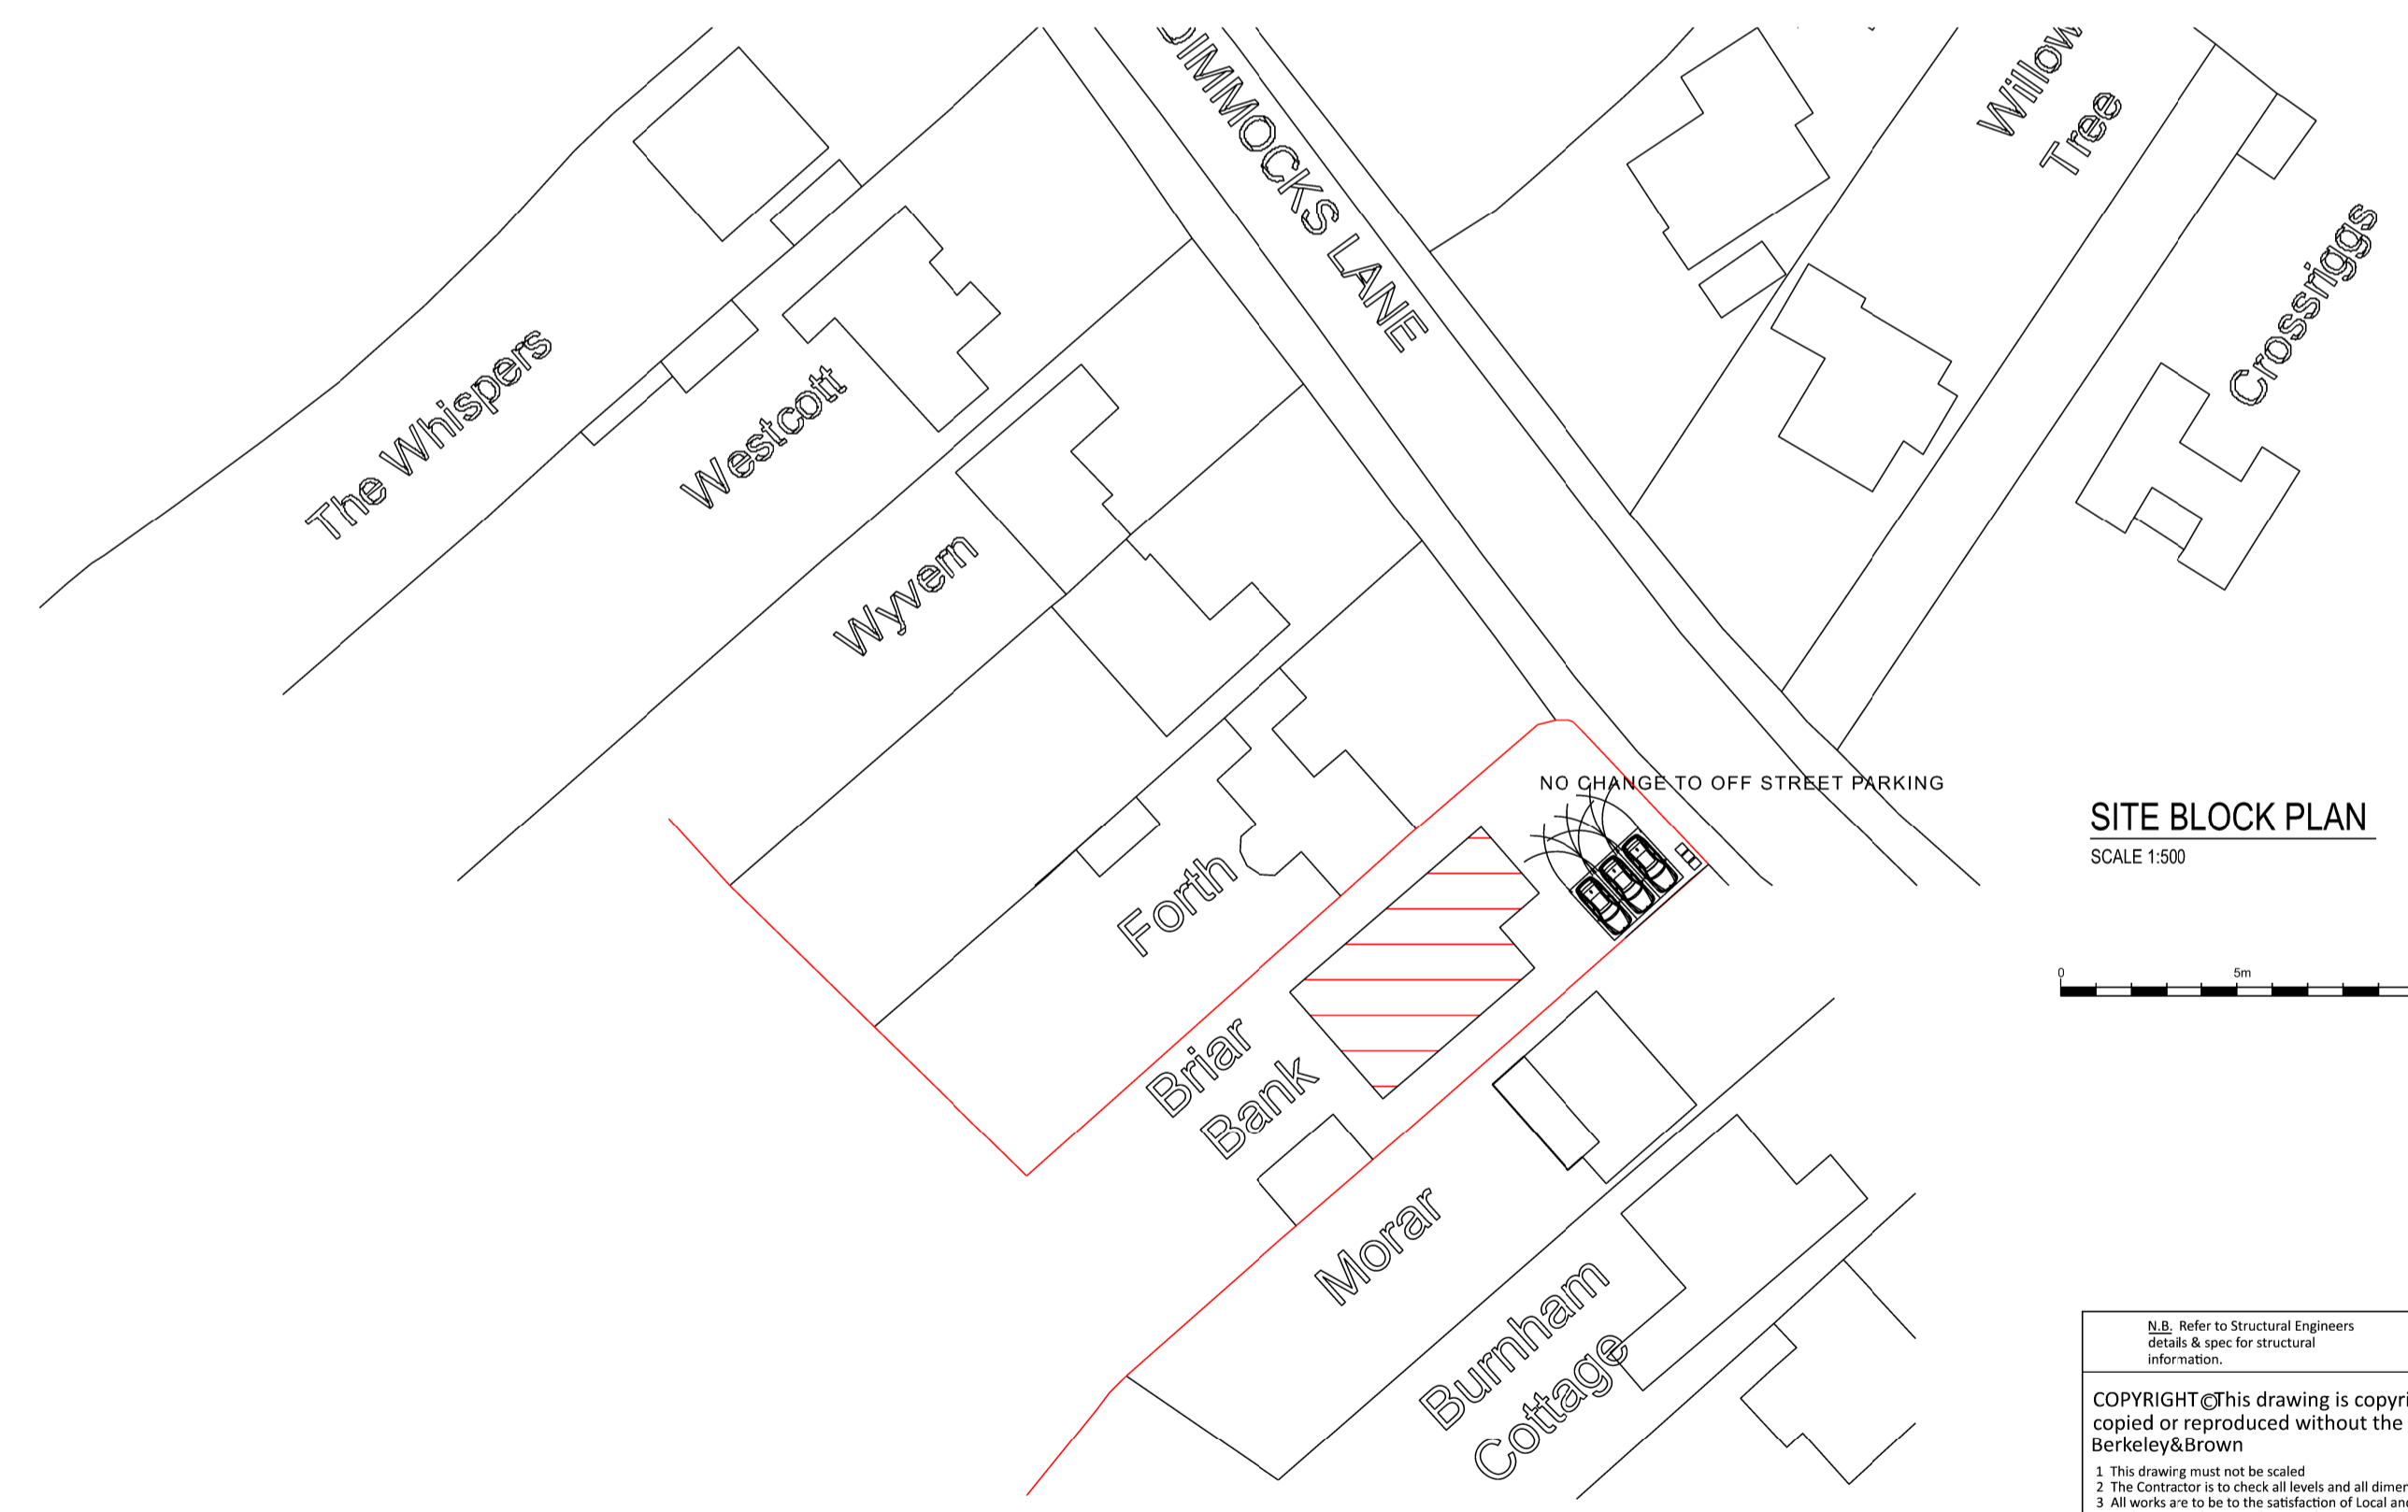 DIMMOCKS LANE
Willow
Tree
Crossriggs
The Whispers
Westcott
Wyvern
NO CHANGE TO OFF STREET PARKING
SITE BLOCK PLAN
SCALE 1:500
Forth
0
5m
Briar
Bank
Morar
Burnham
Cottage
N.B. Refer to Structural Engineers
details & spec for structural
information.
COPYRIGHT © This drawing is
copied or reproduced without the
Berkeley&Brown
1 This drawing must not be scaled
2 The Contractor is to check all levels and all
3 All works are to be to the satisfaction of Local